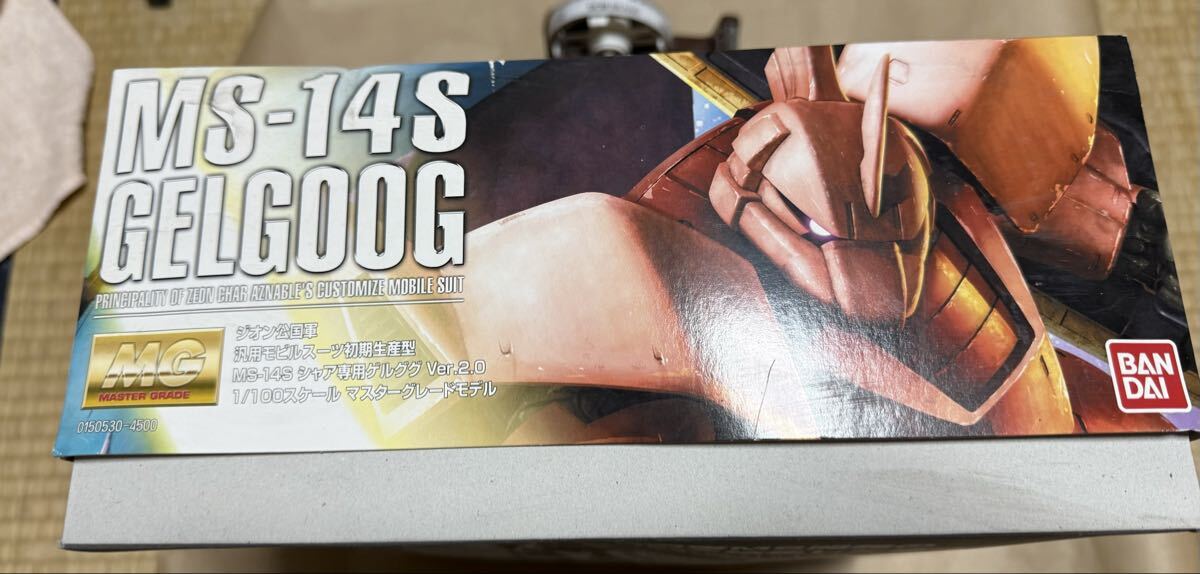 MS-14S
GELGOOG
PRINCIPALITY OF ZEON CHAR AZNABLE'S CUSTOMIZE MOBILE SUIT
MG
MASTER GRADE
ジオン公国軍
汎用モビルスーツ初期生産型
MS-14S シャア専用ゲルググ Ver.2.0
1/100スケール マスターグレードモデル
0150530-4500
BAN
DAI